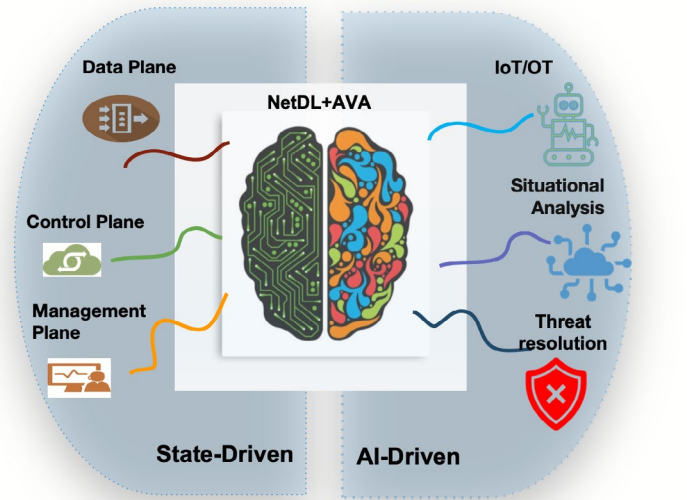 Data Plane
IoT/OT
NetDL+AVA
Situational
Analysis
Control Plane
Management
Plane
Threat
resolution
State-Driven
AI-Driven